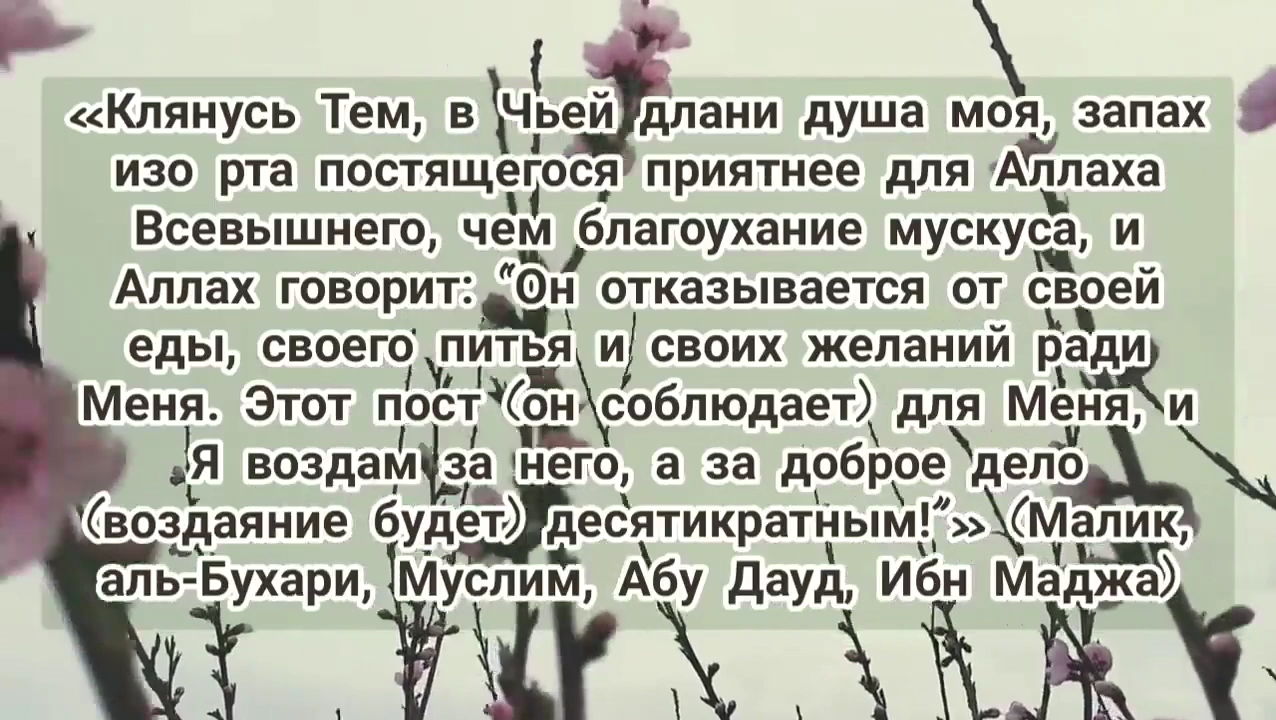 «Клянусь Тем, в Чьей длани душа моя, запах
изо рта постящегося приятнее для Аллаха
Всевышнего, чем благоухание мускуса, и
Аллах говорит: “Он отказывается от своей
еды, своего питья и своих желаний ради
Меня. Этот пост (он соблюдает) для Меня, и
Я воздам за него, а за доброе дело
(воздаяние будет) десятикратным!”» (Малик,
аль-Бухари, Муслим, Абу Дауд, Ибн Маджа)